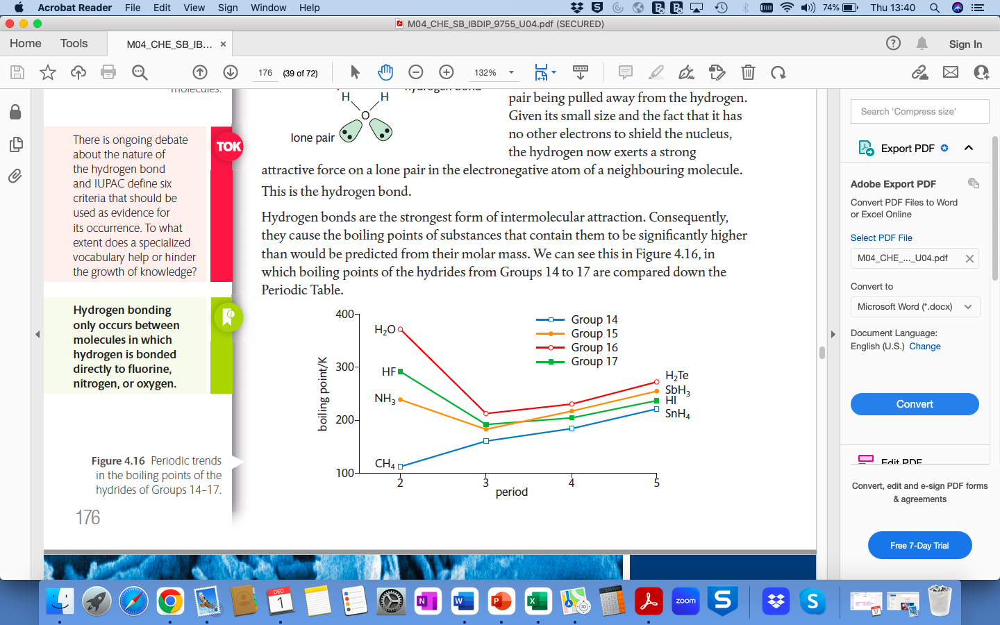 Acrobat Reader File Edit View Sign Window Help 74% Thu 13:40
M04_CHE_SB_IBDIP_9755_U04.pdf (SECURED)
Home Tools M04_CHE_SB_IB... × Sign In
176 (39 of 72) 132%
molecules.
There is ongoing debate
about the nature of
the hydrogen bond
and IUPAC define six
criteria that should be
used as evidence for
its occurrence. To what
extent does a specialized
vocabulary help or hinder
the growth of knowledge?
TOK
Hydrogen bonding
only occurs between
molecules in which
hydrogen is bonded
directly to fluorine,
nitrogen, or oxygen.
Figure 4.16 Periodic trends
in the boiling points of the
hydrides of Groups 14–17.
176
hydrogen bond
H H
O
lone pair
pair being pulled away from the hydrogen.
Given its small size and the fact that it has
no other electrons to shield the nucleus,
the hydrogen now exerts a strong
attractive force on a lone pair in the electronegative atom of a neighbouring molecule.
This is the hydrogen bond.
Hydrogen bonds are the strongest form of intermolecular attraction. Consequently,
they cause the boiling points of substances that contain them to be significantly higher
than would be predicted from their molar mass. We can see this in Figure 4.16, in
which boiling points of the hydrides from Groups 14 to 17 are compared down the
Periodic Table.
boiling point/K
400
300
200
100
H₂O
HF
NH₃
CH₄
Group 14
Group 15
Group 16
Group 17
H₂Te
SbH₃
HI
SnH₄
2 3 4 5
period
Search 'Compress size'
Export PDF
Adobe Export PDF
Convert PDF Files to Word
or Excel Online
Select PDF File
M04_CHE_..._U04.pdf
Convert to
Microsoft Word (*.docx)
Document Language:
English (U.S.) Change
Convert
Edit PDF
Convert, edit and e-sign PDF forms
& agreements
Free 7-Day Trial
DEC
1
N
W
P
X
3D
zoom
S
S
17